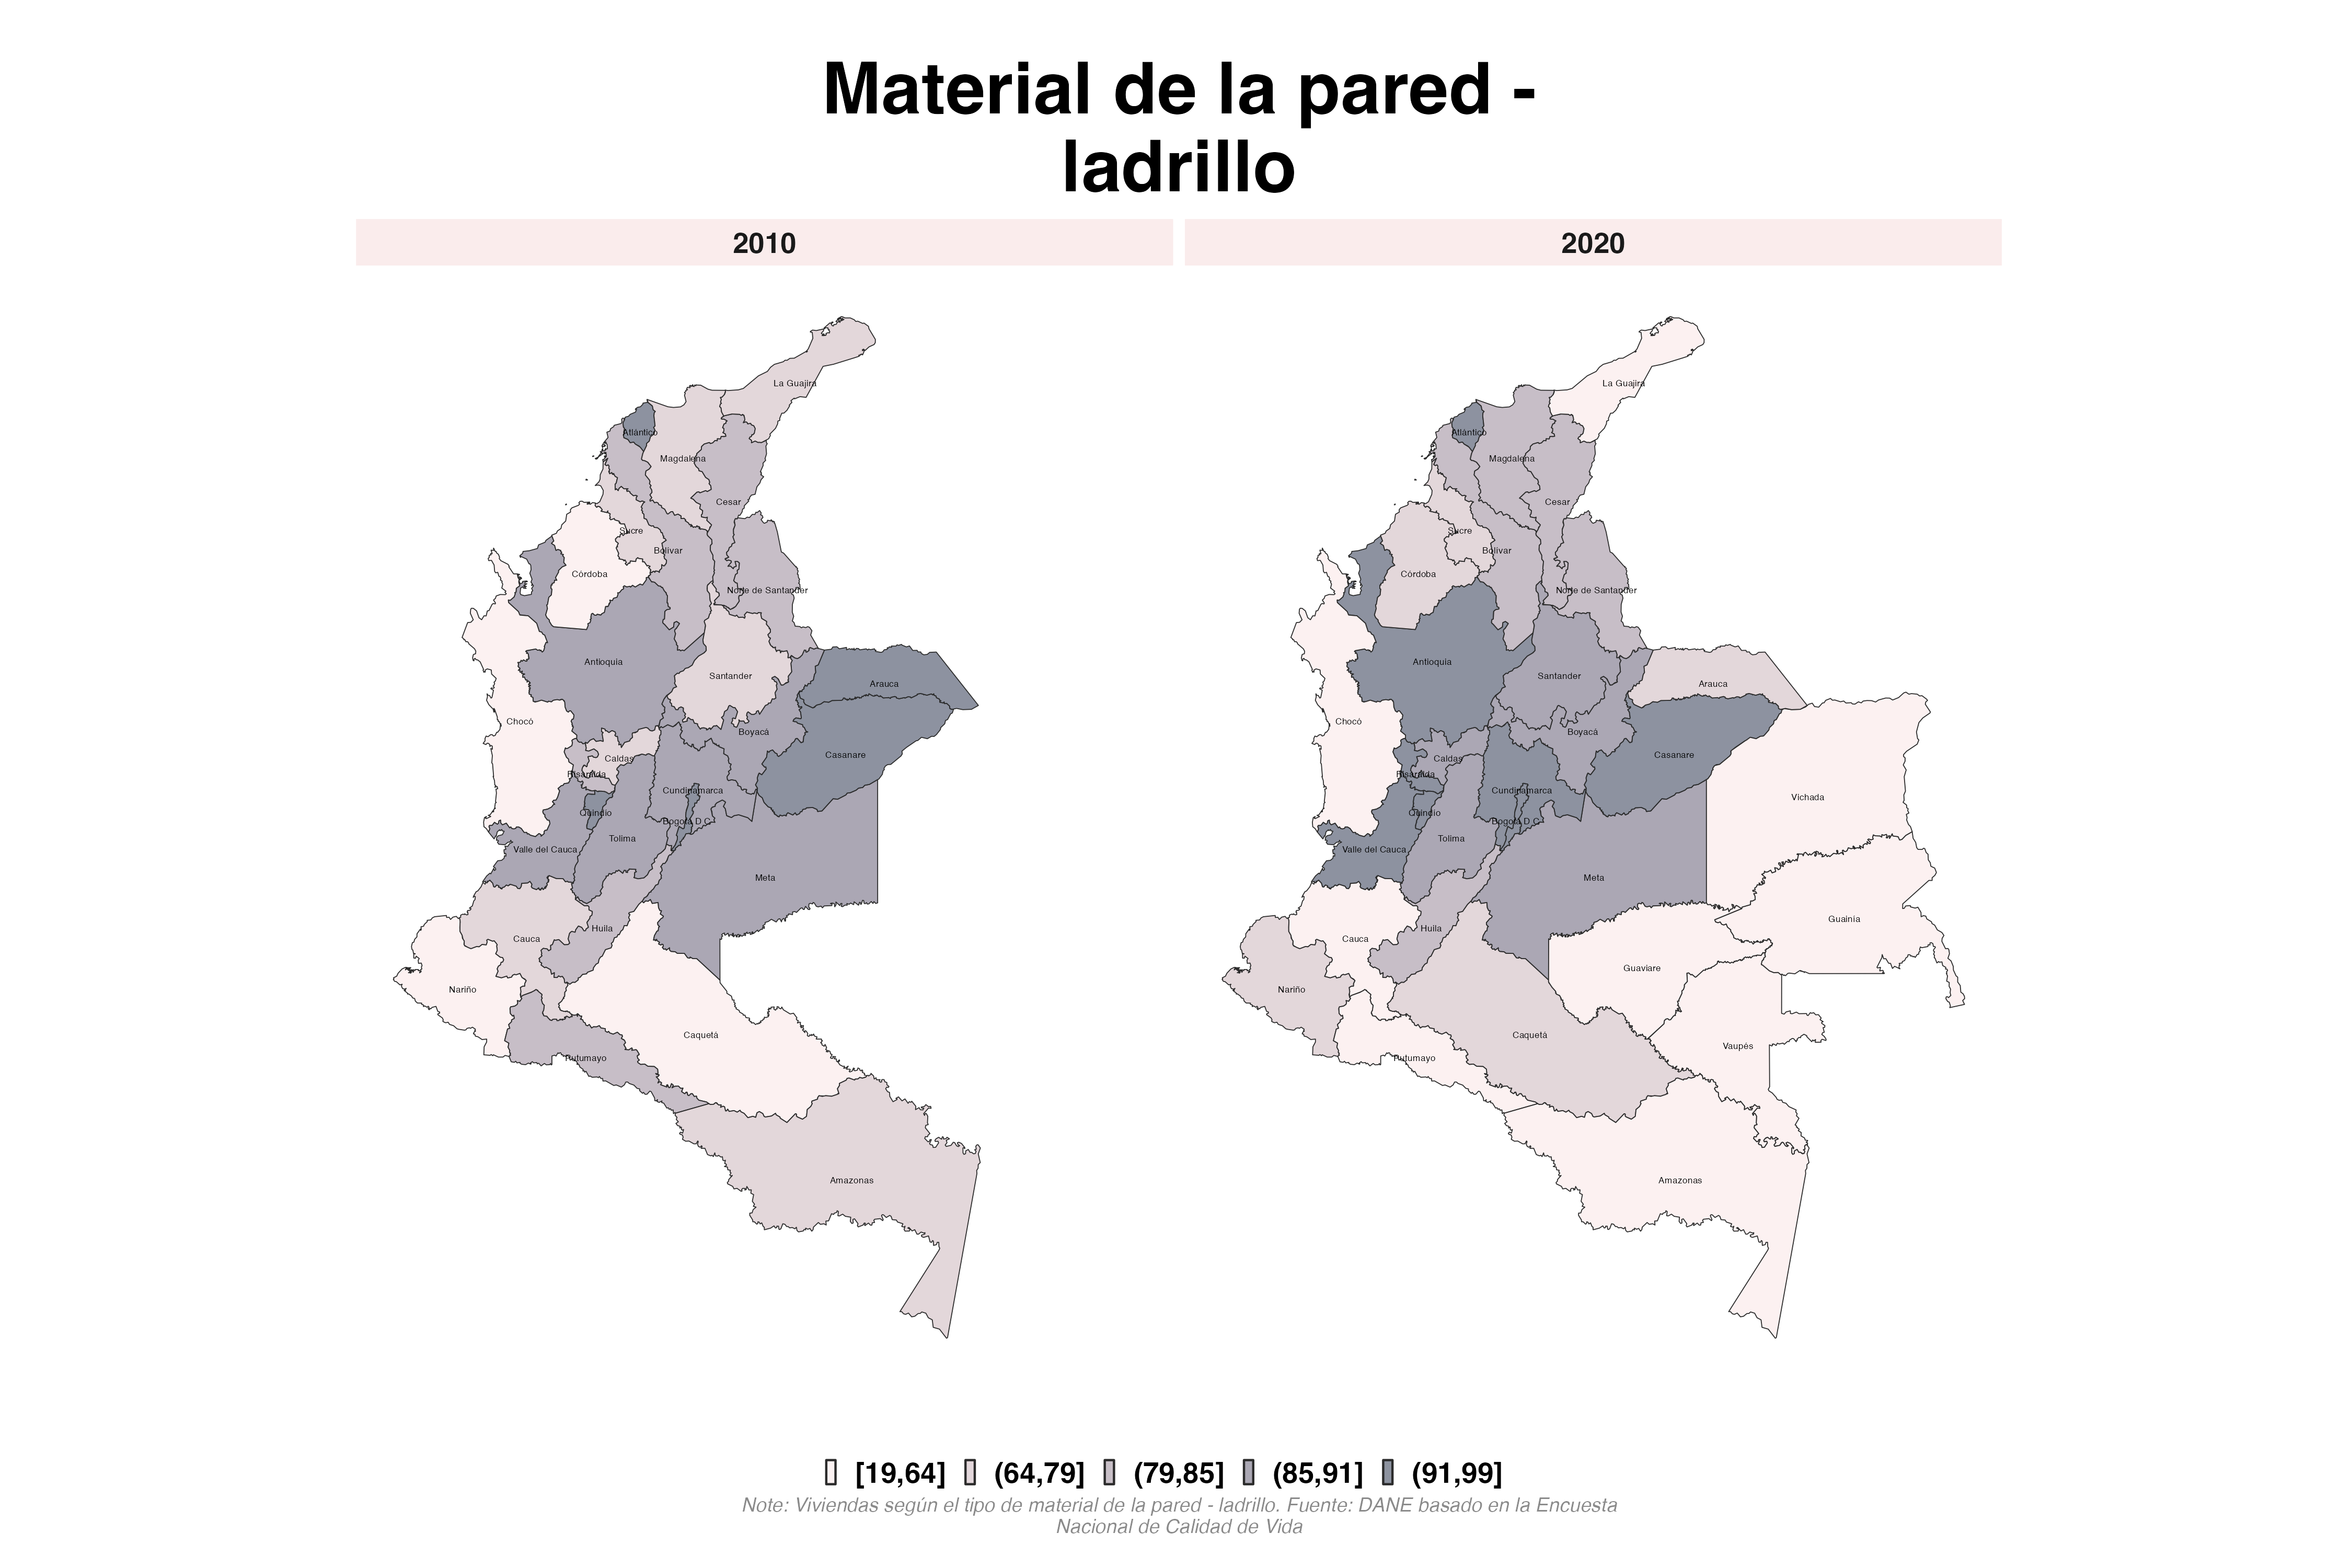 Material de la pared -
ladrillo
2010
2020
La Guajira
Atlántico
Magdalena
Cesar
Sucre
Bolívar
Córdoba
Norte de Santander
Antioquia
Santander
Arauca
Chocó
Boyacá
Casanare
Caldas
Risaralda
Cundinamarca
Quindío
Bogotá D.C.
Tolima
Valle del Cauca
Meta
Huila
Cauca
Nariño
Caquetá
Putumayo
Amazonas
La Guajira
Atlántico
Magdalena
Cesar
Sucre
Bolívar
Córdoba
Norte de Santander
Antioquia
Santander
Arauca
Chocó
Boyacá
Casanare
Caldas
Risaralda
Cundinamarca
Vichada
Quindío
Bogotá D.C.
Tolima
Valle del Cauca
Meta
Guainía
Huila
Cauca
Guaviare
Nariño
Caquetá
Vaupés
Putumayo
Amazonas
[19,64] (64,79] (79,85] (85,91] (91,99]
Note: Viviendas según el tipo de material de la pared - ladrillo. Fuente: DANE basado en la Encuesta
Nacional de Calidad de Vida